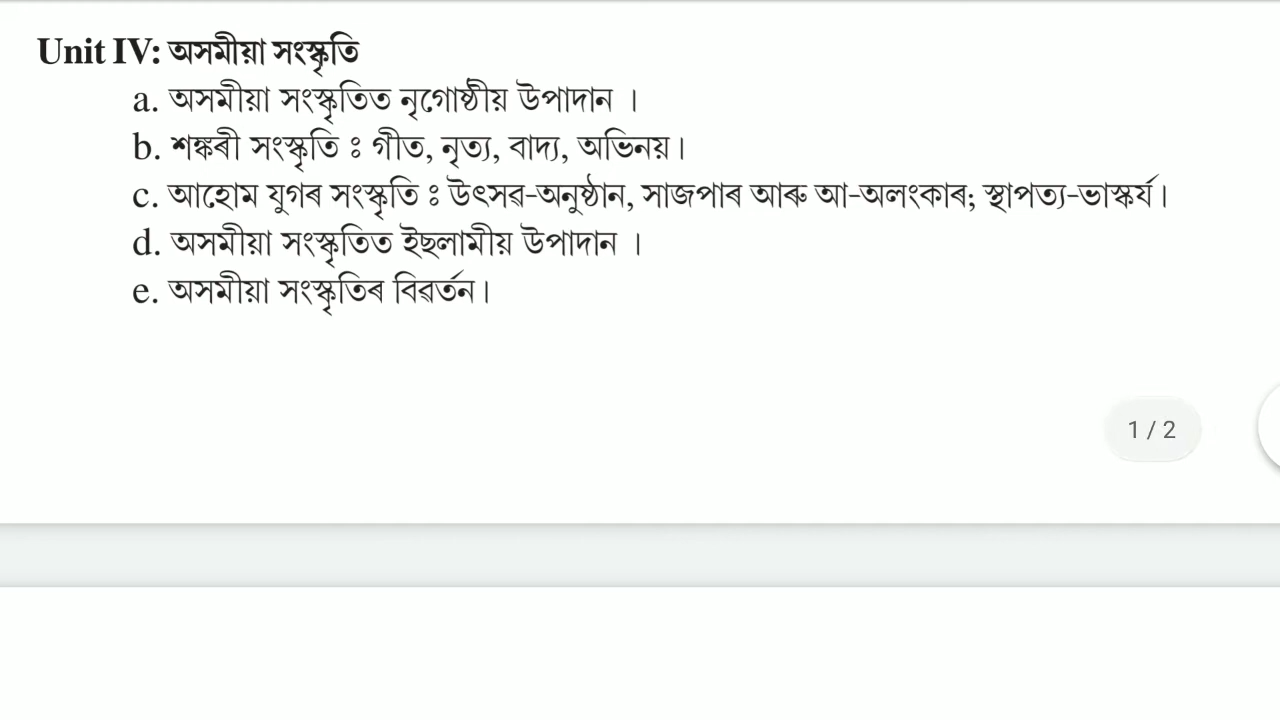 Unit IV: অসমীয়া সংস্কৃতি
a. অসমীয়া সংস্কৃতিত নৃগোষ্ঠীয় উপাদান ।
b. শঙ্কৰী সংস্কৃতি ঃ গীত, নৃত্য, বাদ্য, অভিনয়।
c. আহোম যুগৰ সংস্কৃতি ঃ উৎসৱ-অনুষ্ঠান, সাজপাৰ আৰু আ-অলংকাৰ; স্থাপত্য-ভাস্কৰ্য।
d. অসমীয়া সংস্কৃতিত ইছলামীয় উপাদান ।
e. অসমীয়া সংস্কৃতিৰ বিৱৰ্তন।
1 / 2